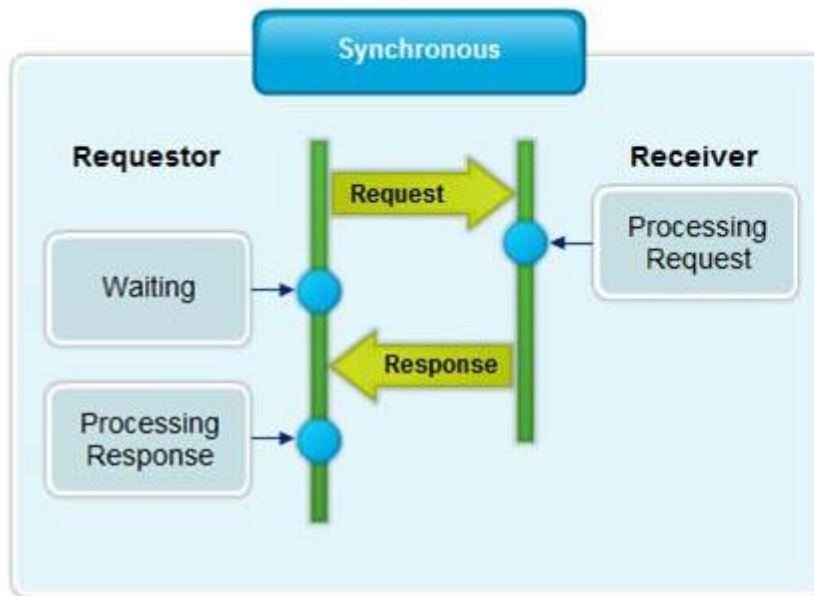 Synchronous
Requestor
Receiver
Request
Processing
Request
Waiting
Response
Processing
Response